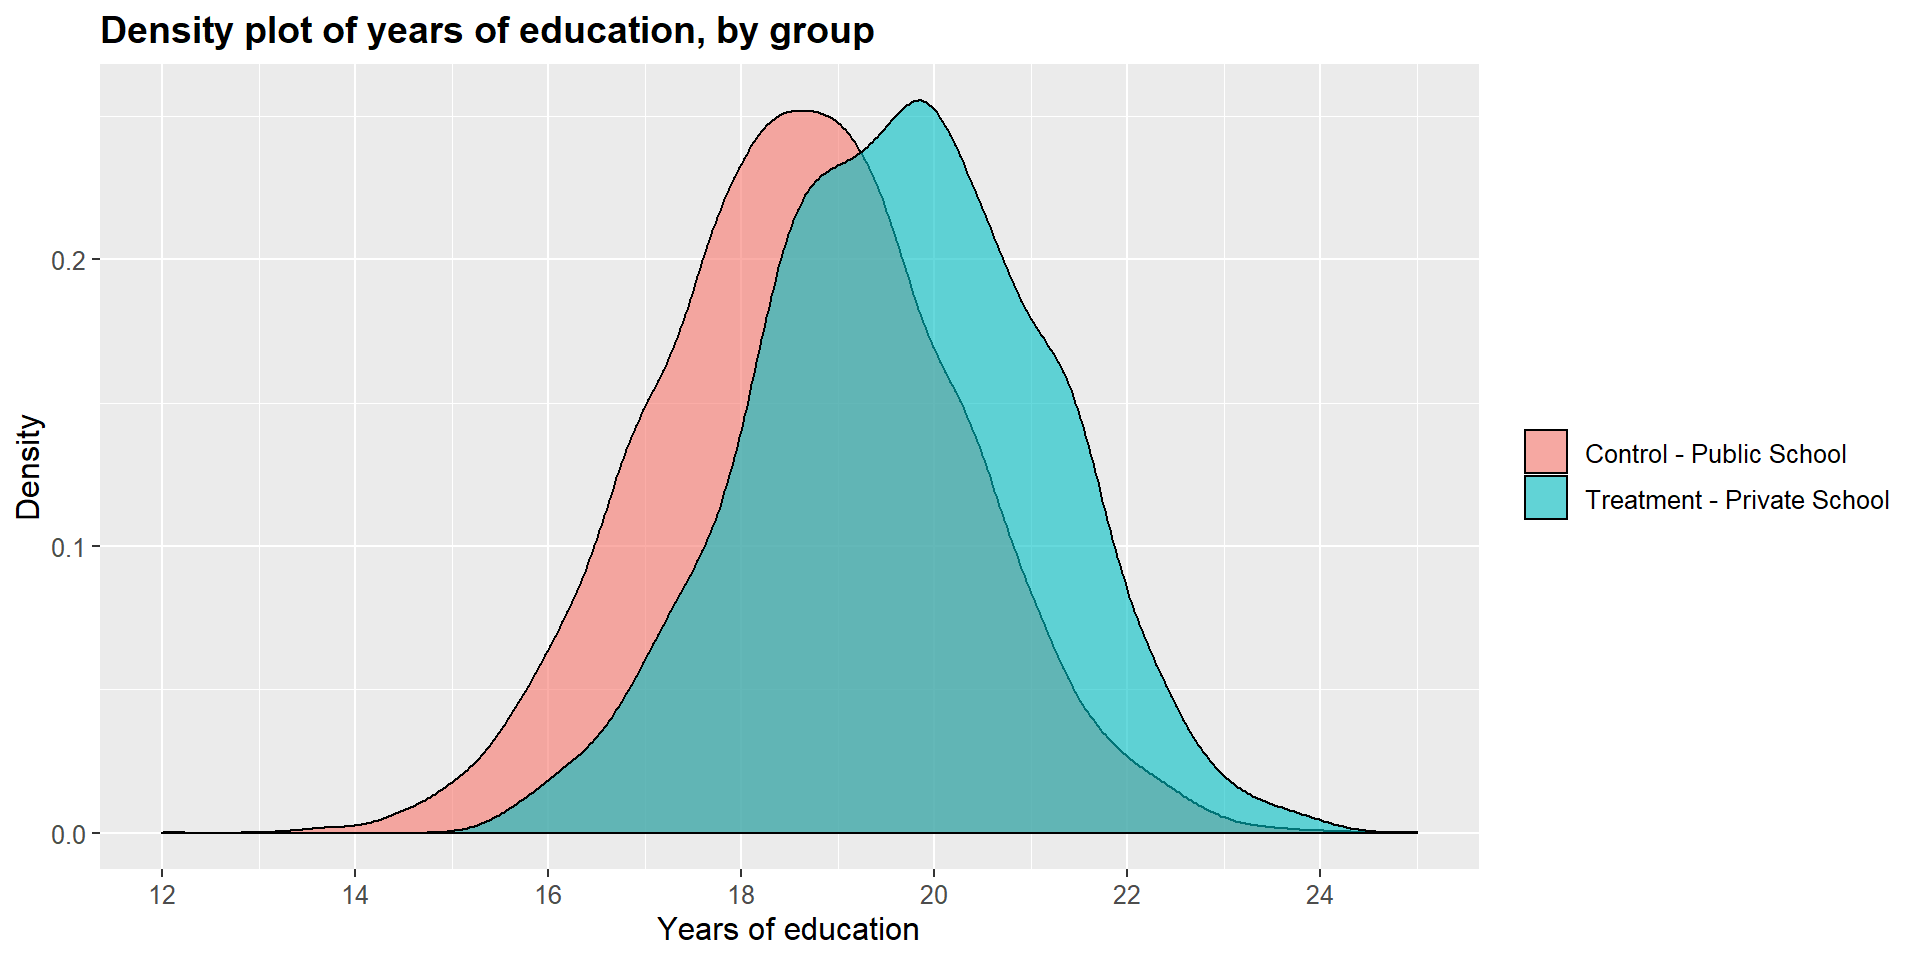 Density plot of years of education, by group
Density
0.2
0.1
0.0
12 14 16 18 20 22 24
Years of education
Control - Public School
Treatment - Private School